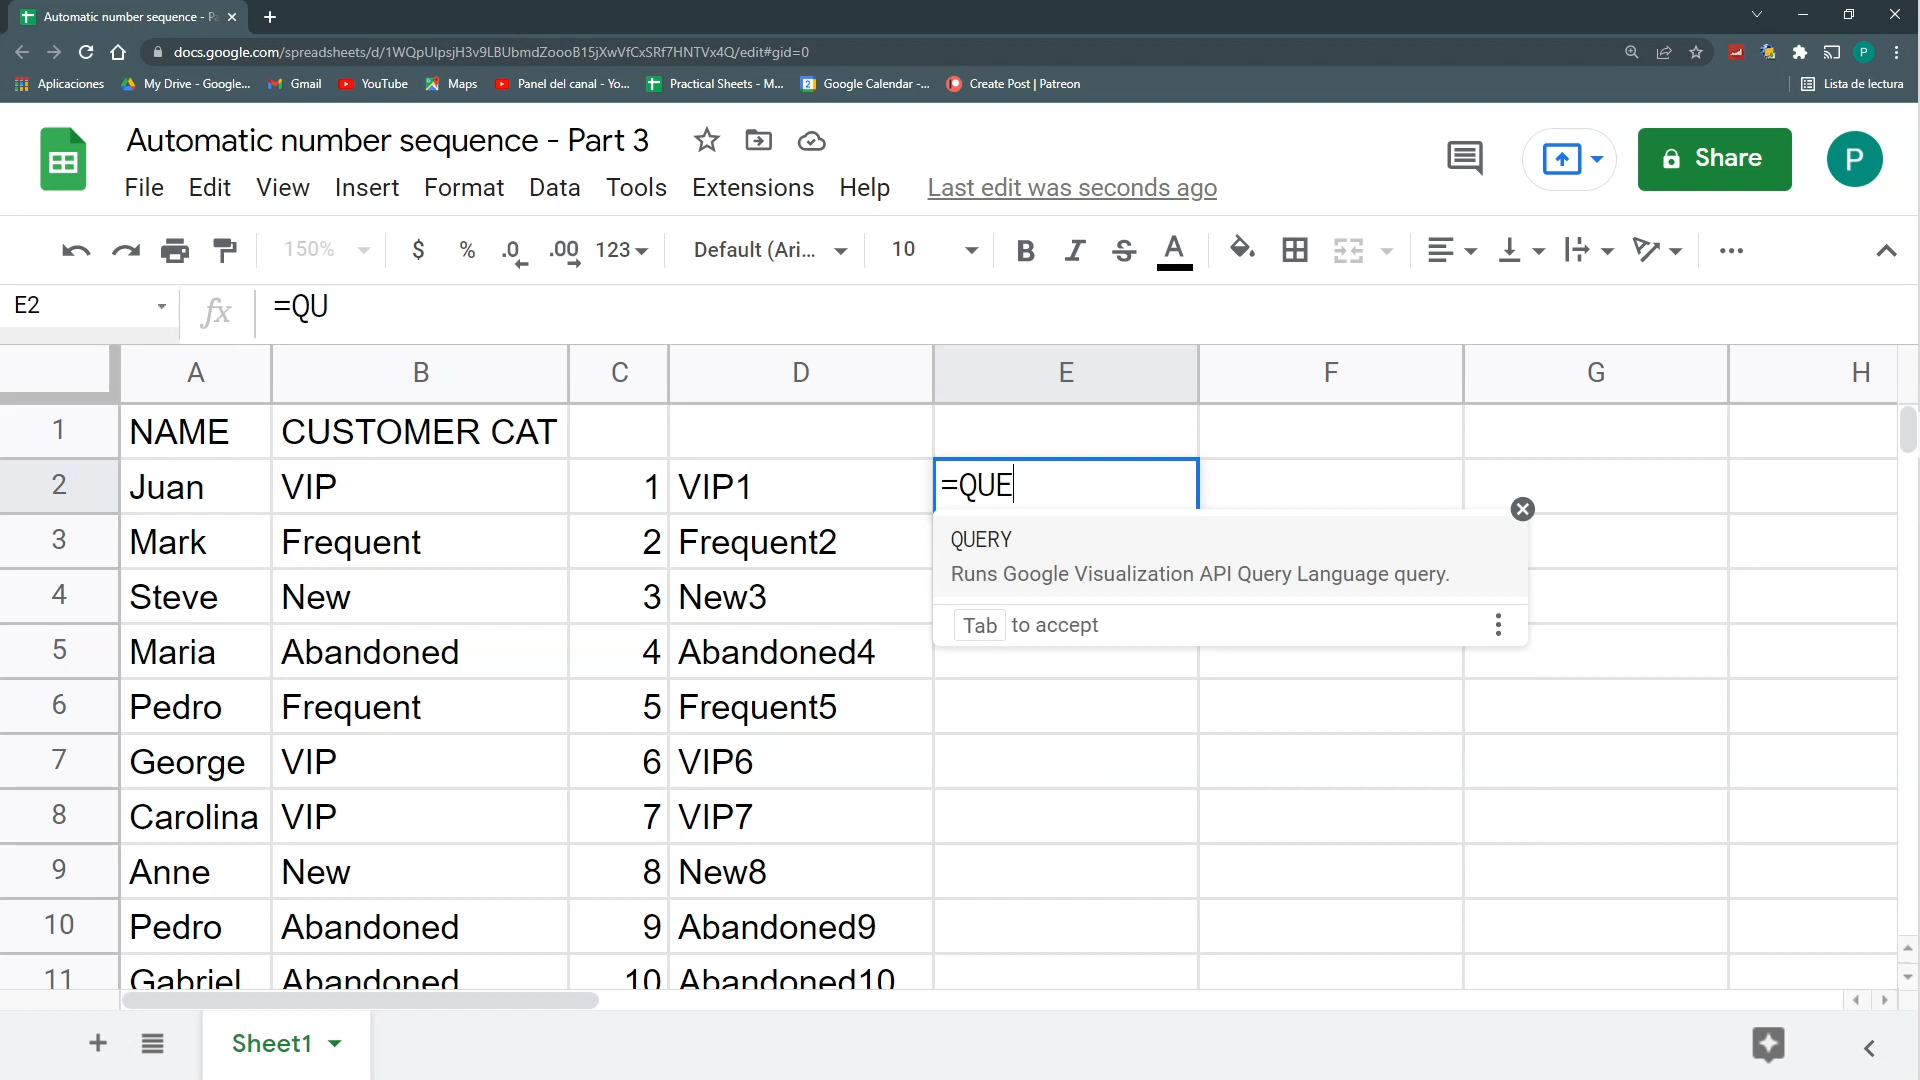 Automatic number sequence - Pa
docs.google.com/spreadsheets/d/1WQpUIpsjH3v9LBUbmdZoooB15jXwVfCxSRf7HNTVx4Q/edit#gid=0
P
Aplicaciones My Drive - Google... Gmail YouTube Maps Panel del canal - Yo... Practical Sheets - M... Google Calendar -... Create Post | Patreon Lista de lectura
Automatic number sequence - Part 3
Share
P
File Edit View Insert Format Data Tools Extensions Help Last edit was seconds ago
150% $ % .0 .00 123 Default (Ari... 10 B I S A
E2 fx =QU
A B C D E F G H
1 NAME CUSTOMER CAT
2 Juan VIP 1 VIP1 =QUE
3 Mark Frequent 2 Frequent2
QUERY
Runs Google Visualization API Query Language query.
4 Steve New 3 New3
Tab to accept
5 Maria Abandoned 4 Abandoned4
6 Pedro Frequent 5 Frequent5
7 George VIP 6 VIP6
8 Carolina VIP 7 VIP7
9 Anne New 8 New8
10 Pedro Abandoned 9 Abandoned9
11 Gabriel Abandoned 10 Abandoned10
Sheet1